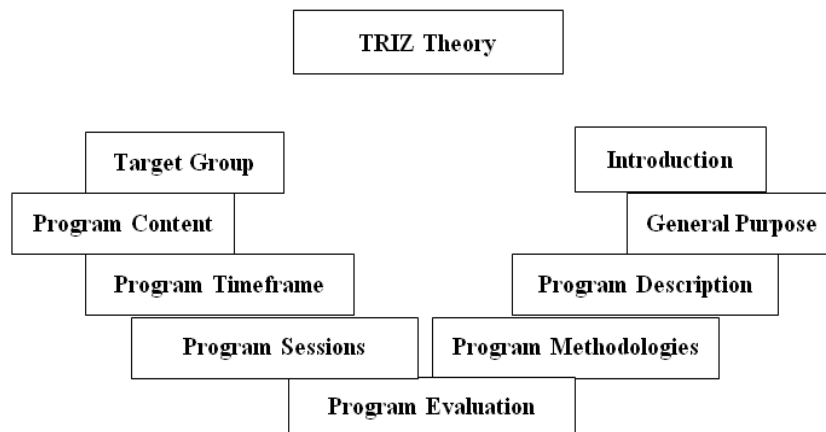 TRIZ Theory
Target Group
Introduction
Program Content
General Purpose
Program Timeframe
Program Description
Program Sessions
Program Methodologies
Program Evaluation